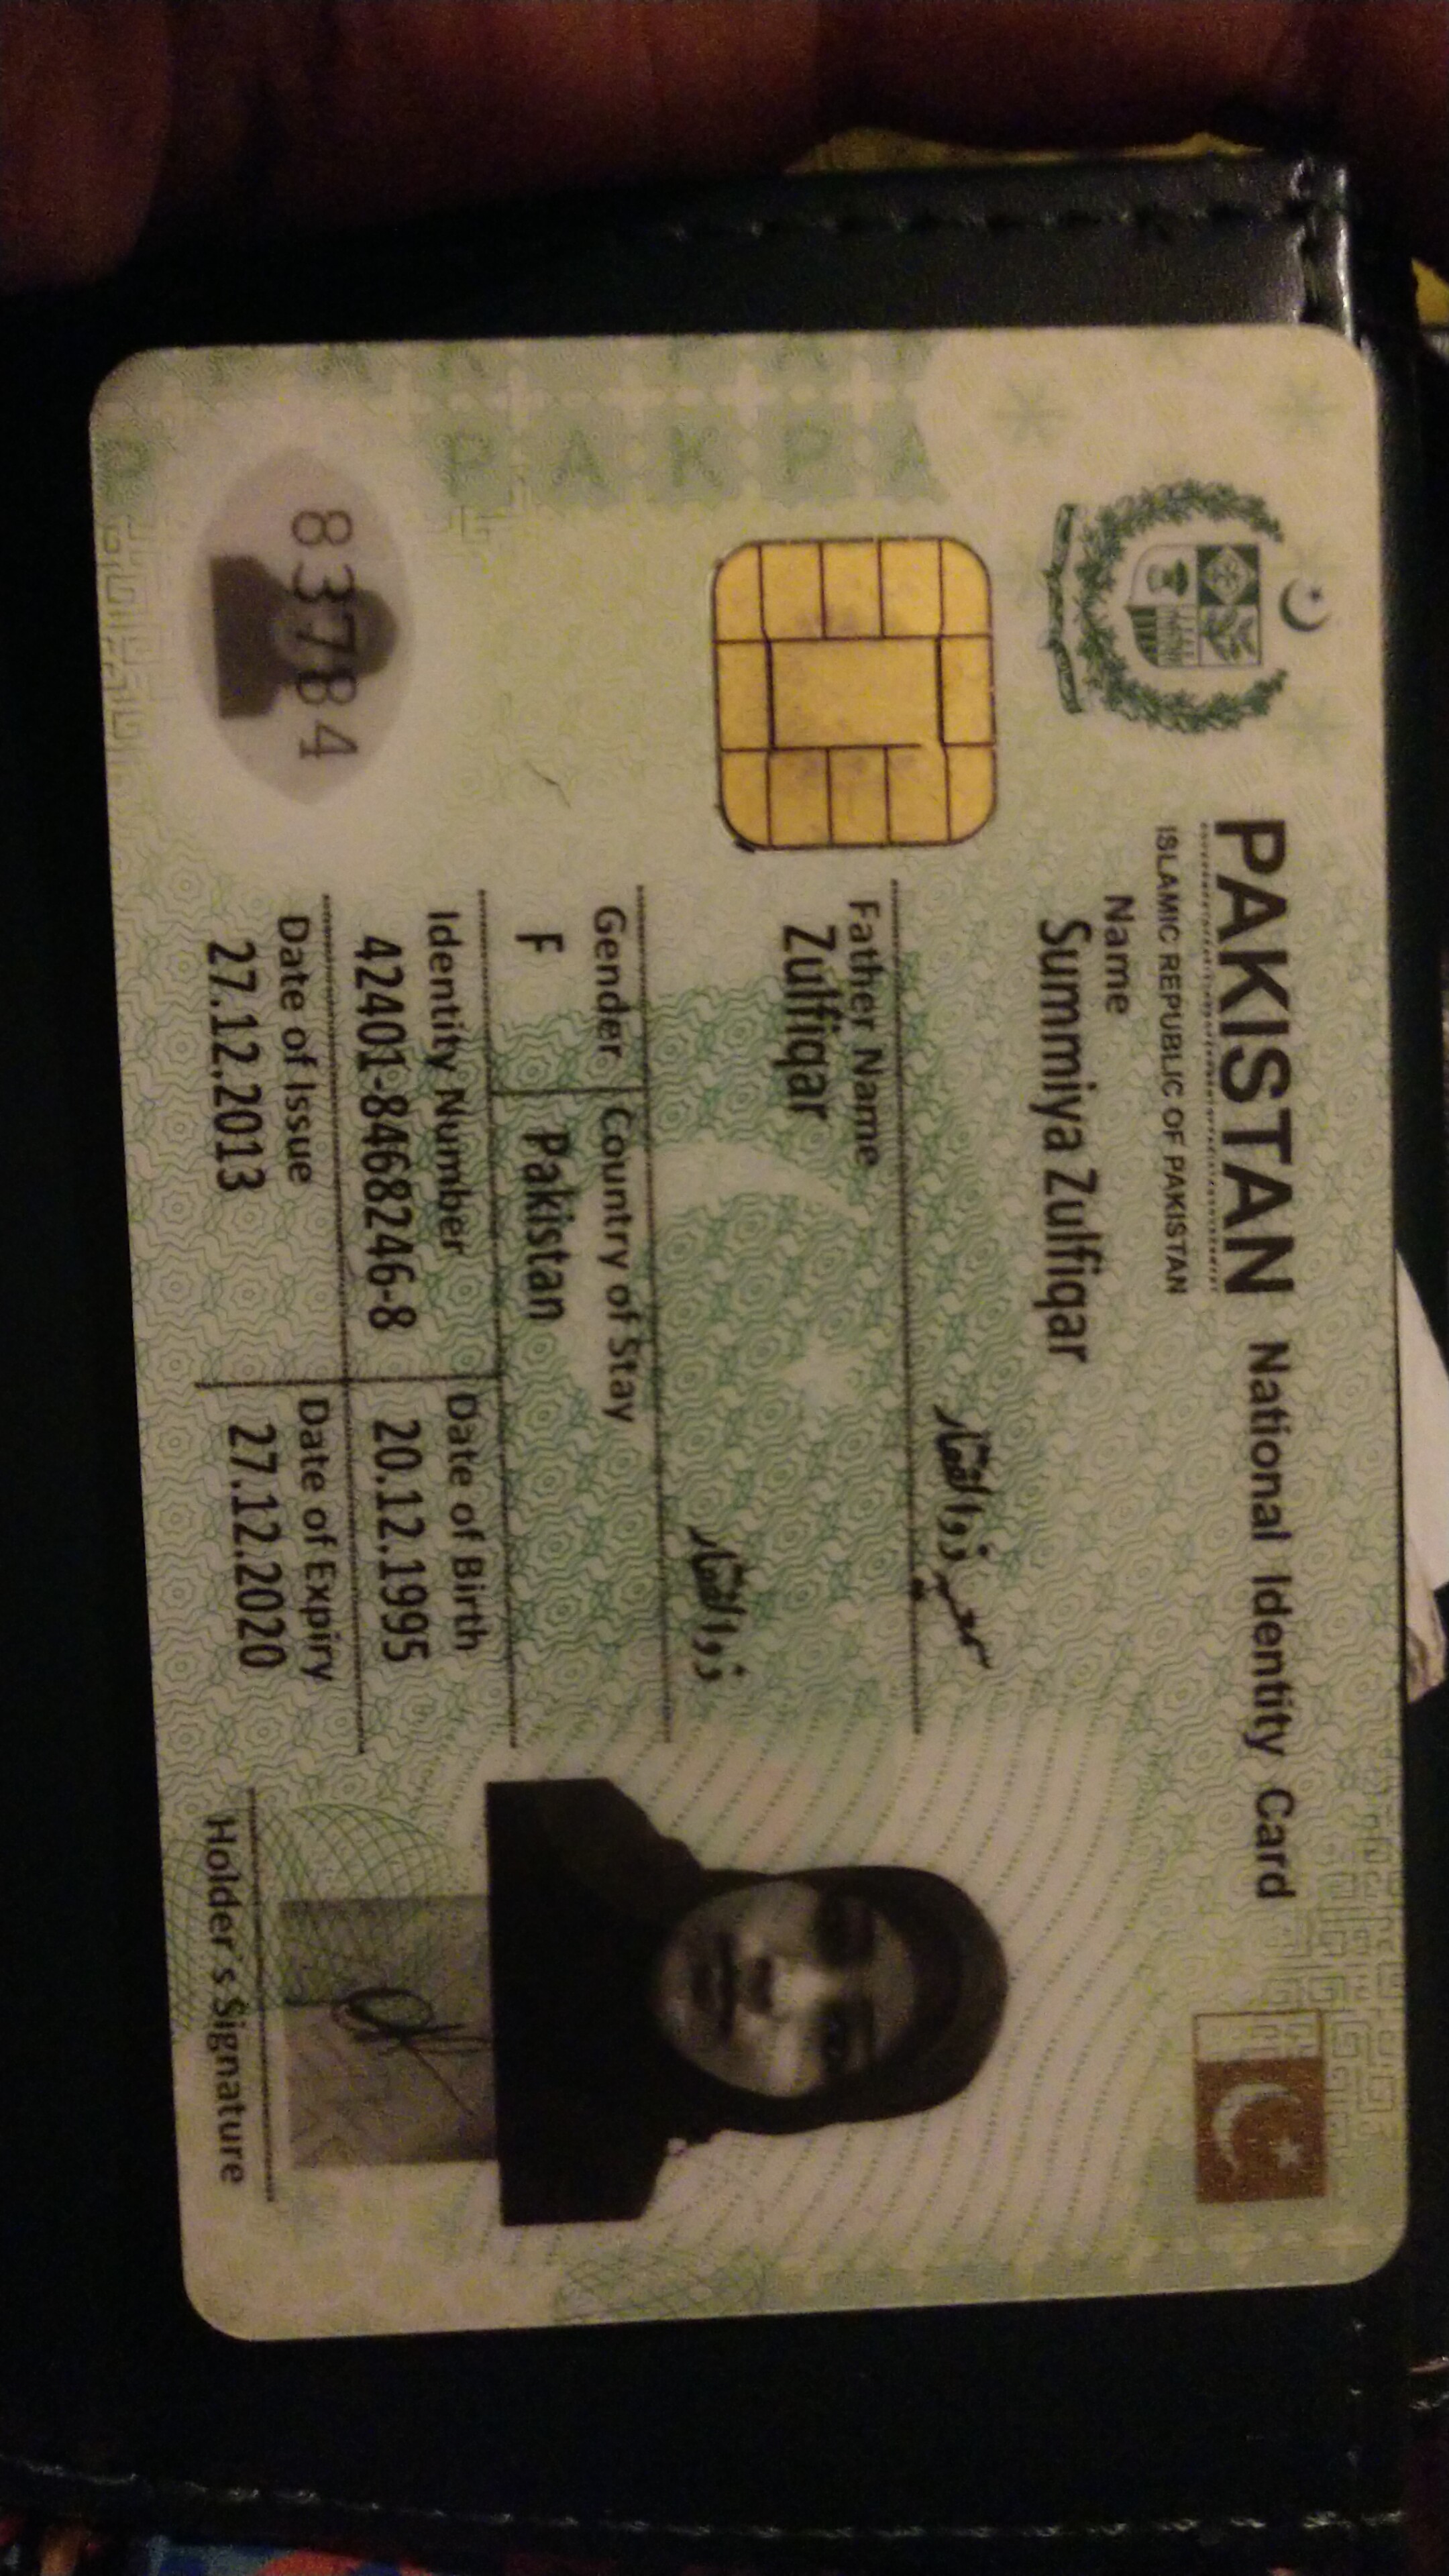 PAKISTAN National Identity Card
ISLAMIC REPUBLIC OF PAKISTAN
Name
Summiya Zulfiqar
سمیہ ذوالفقار
Father Name
Zulfiqar
ذوالفقار
Gender Country of Stay
F Pakistan
Identity Number Date of Birth
42401-8468246-8 20.12.1995
Date of Issue Date of Expiry
27.12.2013 27.12.2020
Holder's Signature
PAKPA
83784